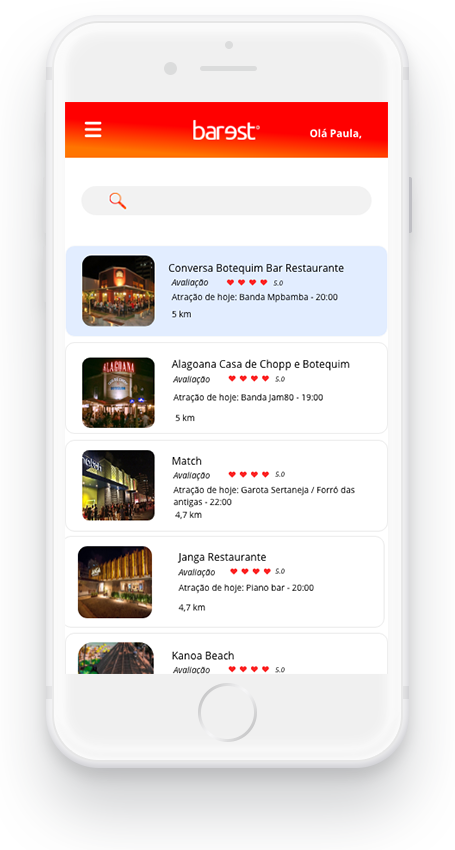 barest®
Olá Paula,
Conversa Botequim Bar Restaurante
Avaliação 5.0
Atração de hoje: Banda Mpbamba - 20:00
5 km
ALAGOANA
Alagoana Casa de Chopp e Botequim
Avaliação 5.0
Atração de hoje: Banda Jam80 - 19:00
5 km
Match
Avaliação 5.0
Atração de hoje: Garota Sertaneja / Forró das
antigas - 22:00
4,7 km
Janga Restaurante
Avaliação 5.0
Atração de hoje: Piano bar - 20:00
4,7 km
Kanoa Beach
Avaliação 5.0